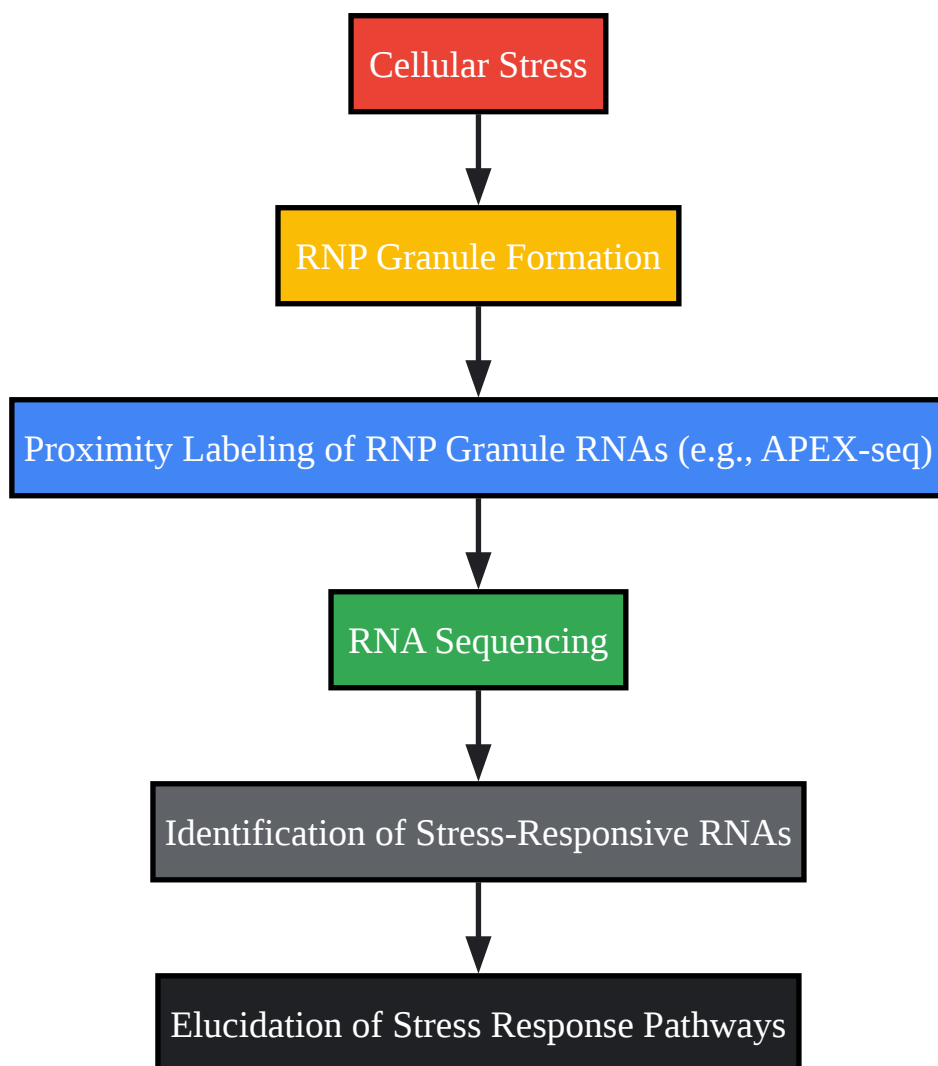 Cellular Stress
RNP Granule Formation
Proximity Labeling of RNP Granule RNAs (e.g., APEX-seq)
RNA Sequencing
Identification of Stress-Responsive RNAs
Elucidation of Stress Response Pathways